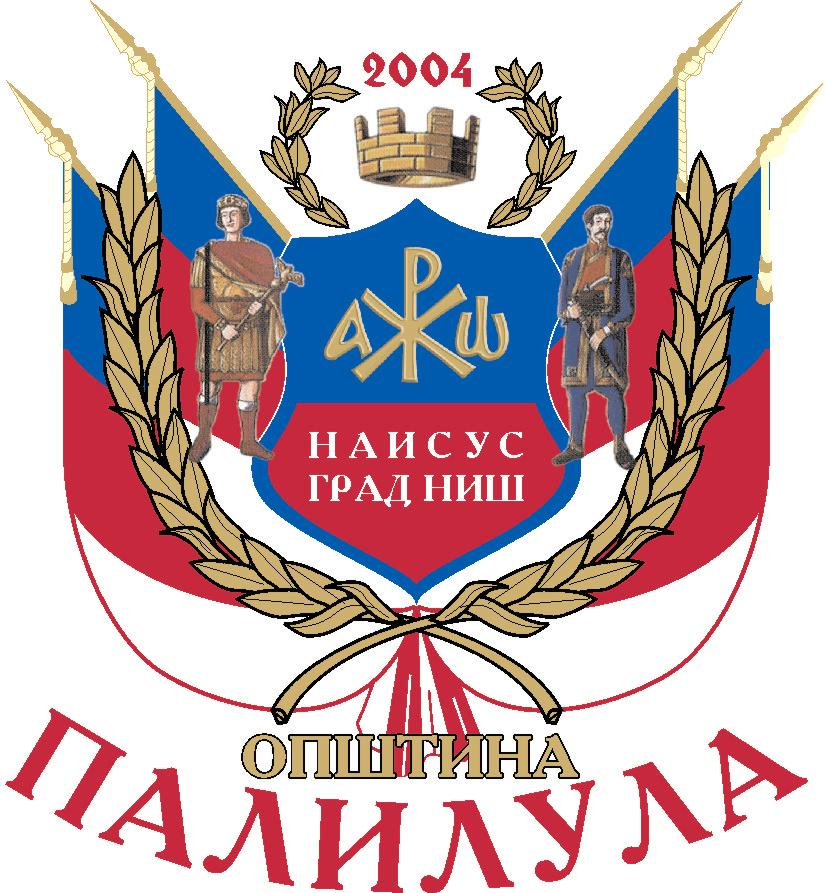 2004
α ☧ ω
НАИСУС
ГРАД НИШ
ОПШТИНА
ПАЛИЛУЛА